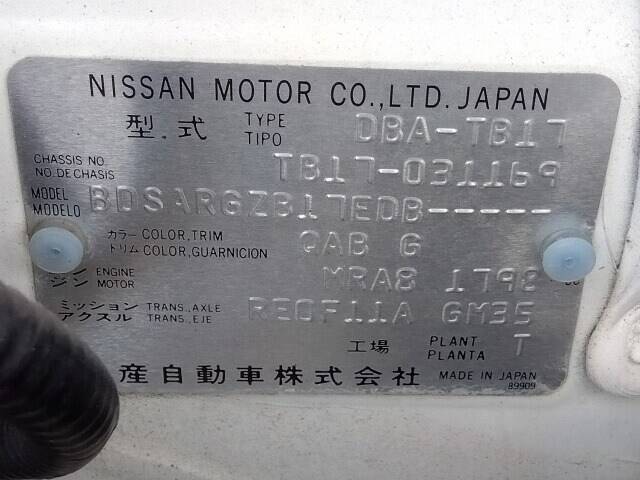 NISSAN MOTOR CO.,LTD. JAPAN
型.式 TYPE TIPO DBA-TB17
CHASSIS NO. NO.DE CHASIS TB17-031169
MODEL MODELO BDSARGZB17EDB-----
カラー COLOR,TRIM
トリム COLOR,GUARNICION QAB G
ン ENGINE
ジン MOTOR MRA8 1798
ミッション TRANS.,AXLE
アクスル TRANS.,EJE RE0F11A GM35
工場 PLANT PLANTA T
産自動車株式会社 MADE IN JAPAN
89909